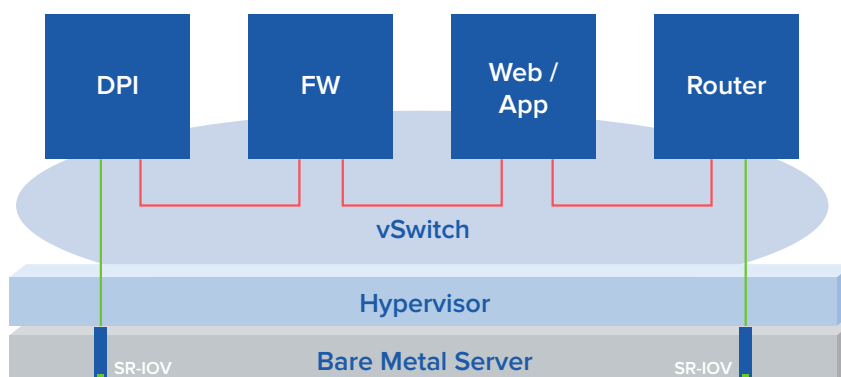 DPI
FW
Web /
App
Router
vSwitch
Hypervisor
Bare Metal Server
SR-IOV
SR-IOV